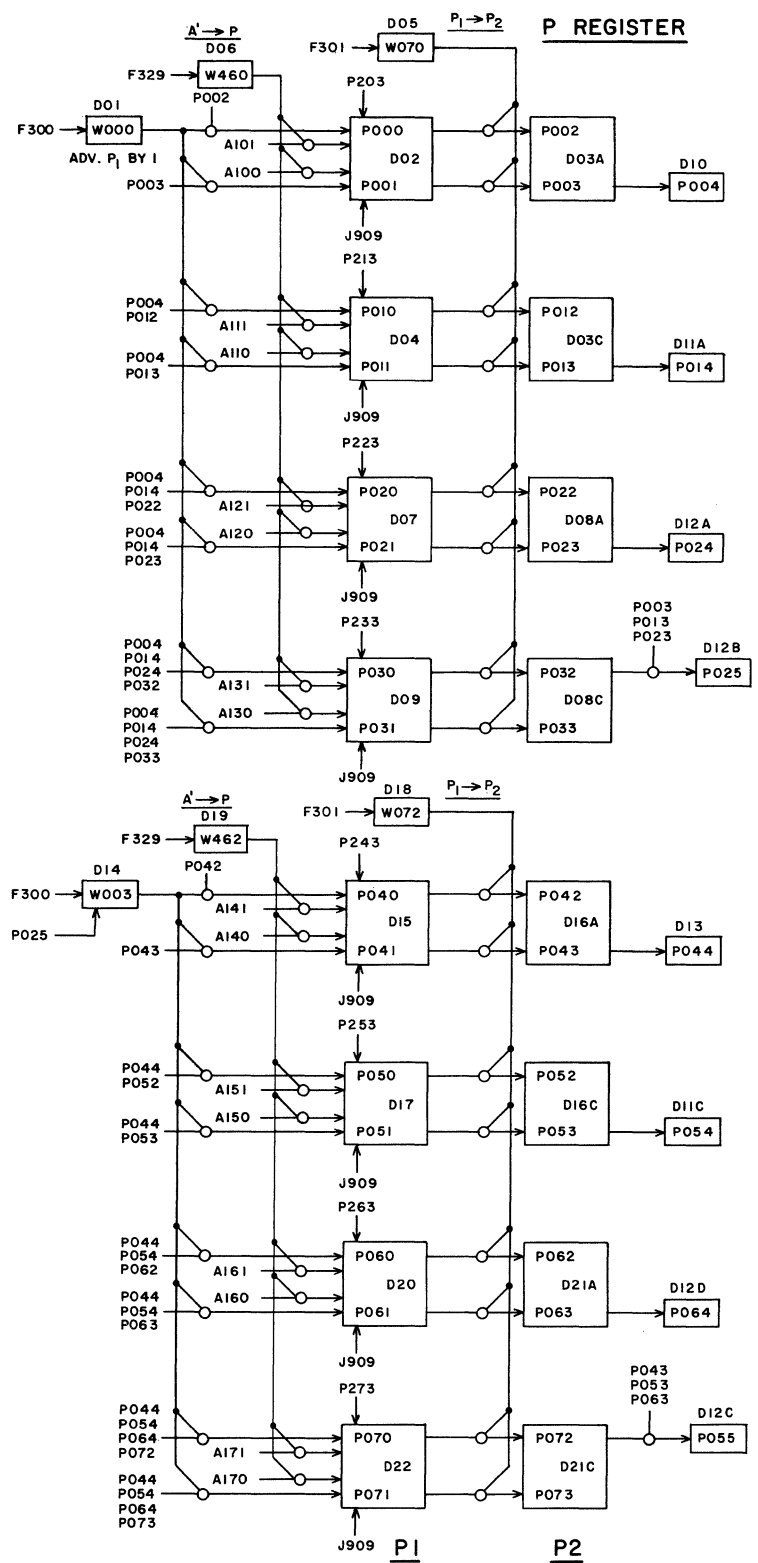 P REGISTER
A' → P
D06
F329 W460
D05
F301 W070
P₁ → P₂
P203
D01
F300 W000
ADV. P₁ BY 1
P002
A101
A100
P003
P000
D02
P001
J909
P002
D03A
P003
D10
P004
P213
P004
P012
A111
A110
P004
P013
P010
D04
P011
J909
P012
D03C
P013
D11A
P014
P223
P004
P014
P022
A121
A120
P004
P014
P023
P020
D07
P021
J909
P022
D08A
P023
D12A
P024
P233
P004
P014
P024
P032
A131
A130
P004
P014
P024
P033
P030
D09
P031
J909
P032
D08C
P033
P003
P013
P023
D12B
P025
A' → P
D19
F329 W462
D18
F301 W072
P₁ → P₂
P243
D14
F300 W003
P025
P042
A141
A140
P043
P040
D15
P041
J909
P042
D16A
P043
D13
P044
P253
P044
P052
A151
A150
P044
P053
P050
D17
P051
J909
P052
D16C
P053
D11C
P054
P263
P044
P054
P062
A161
A160
P044
P054
P063
P060
D20
P061
J909
P062
D21A
P063
D12D
P064
P273
P044
P054
P064
P072
A171
A170
P044
P054
P064
P073
P070
D22
P071
J909
P072
D21C
P073
P043
P053
P063
D12C
P055
P1
P2